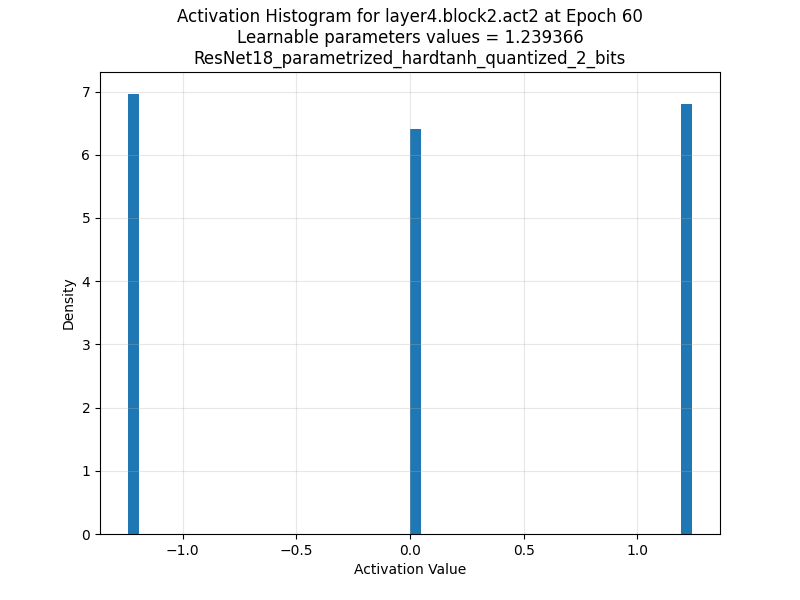 Activation Histogram for layer4.block2.act2 at Epoch 60
Learnable parameters values = 1.239366
ResNet18_parametrized_hardtanh_quantized_2_bits
7
6
5
4
3
2
1
0
Density
−1.0
−0.5
0.0
0.5
1.0
Activation Value